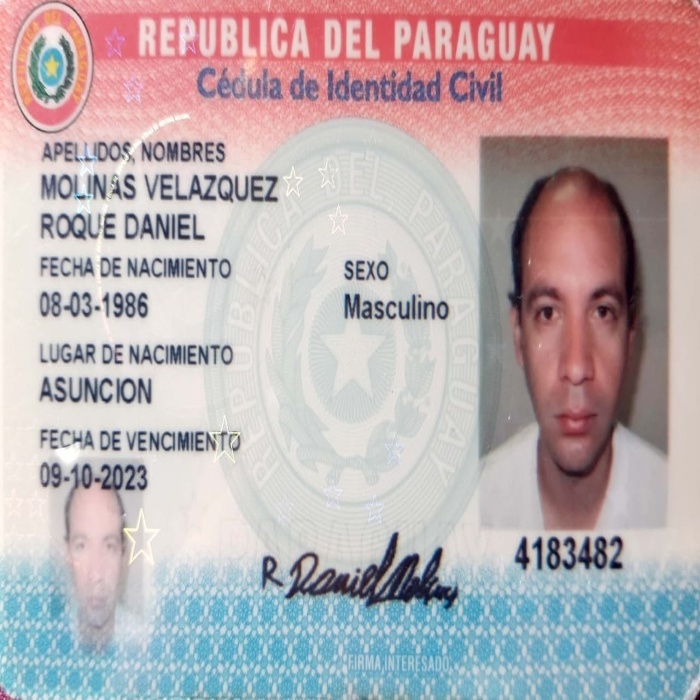 REPUBLICA DEL PARAGUAY
Cédula de Identidad Civil
APELLIDOS, NOMBRES
MOLINAS VELAZQUEZ
ROQUE DANIEL
FECHA DE NACIMIENTO
08-03-1986
SEXO
Masculino
LUGAR DE NACIMIENTO
ASUNCION
FECHA DE VENCIMIENTO
09-10-2023
4183482
R. Daniel
FIRMA INTERESADO
REPUBLICA DEL PARAGUAY